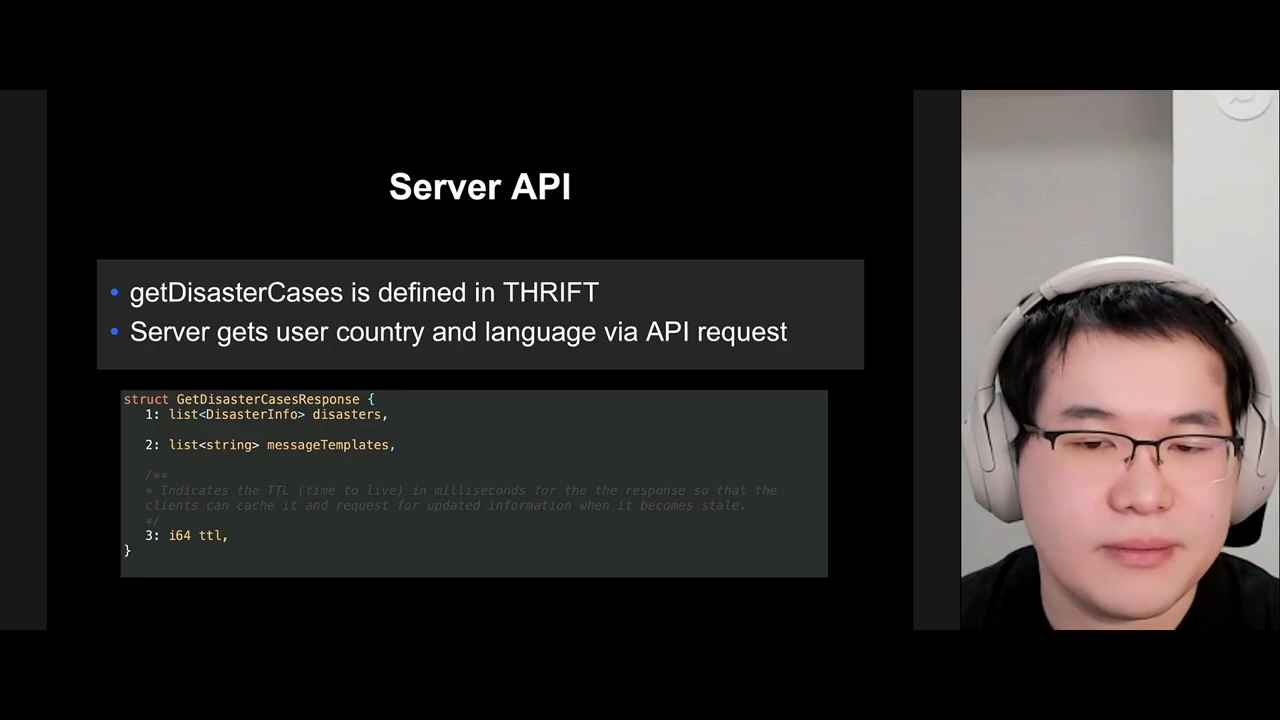 Server API
• getDisasterCases is defined in THRIFT
• Server gets user country and language via API request
struct GetDisasterCasesResponse {
1: list<DisasterInfo> disasters,
2: list<string> messageTemplates,
/**
* Indicates the TTL (time to live) in milliseconds for the the response so that the
clients can cache it and request for updated information when it becomes stale.
*/
3: i64 ttl,
}